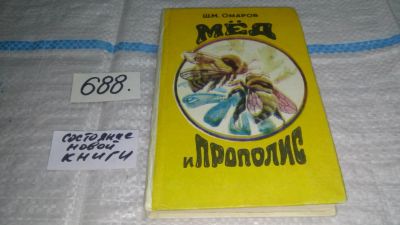 Ш.М. Омаров
МЁД
и ПРОПОЛИС
688.
состояние
новой
книги